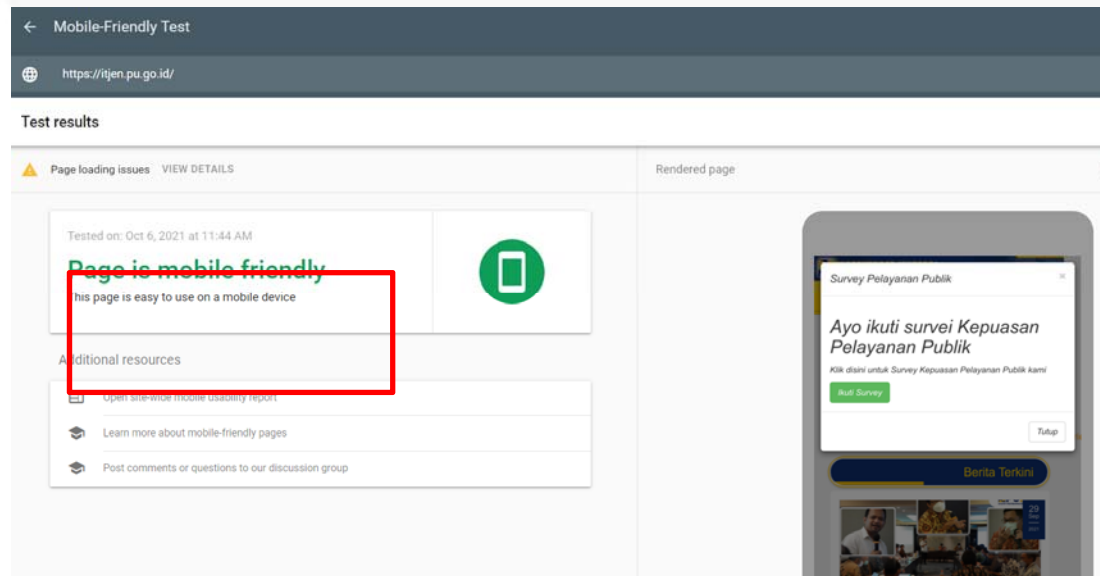 Mobile-Friendly Test
https://itjen.pu.go.id/
Test results
Page loading issues VIEW DETAILS
Rendered page
Tested on: Oct 6, 2021 at 11:44 AM
Page is mobile friendly
This page is easy to use on a mobile device
Additional resources
Open site-wide mobile usability report
Learn more about mobile-friendly pages
Post comments or questions to our discussion group
Survey Pelayanan Publik ×
Ayo ikuti survei Kepuasan
Pelayanan Publik
Klik disini untuk Survey Kepuasan Pelayanan Publik kami
Ikuti Survey
Tutup
Berita Terkini
29
Sep
2021